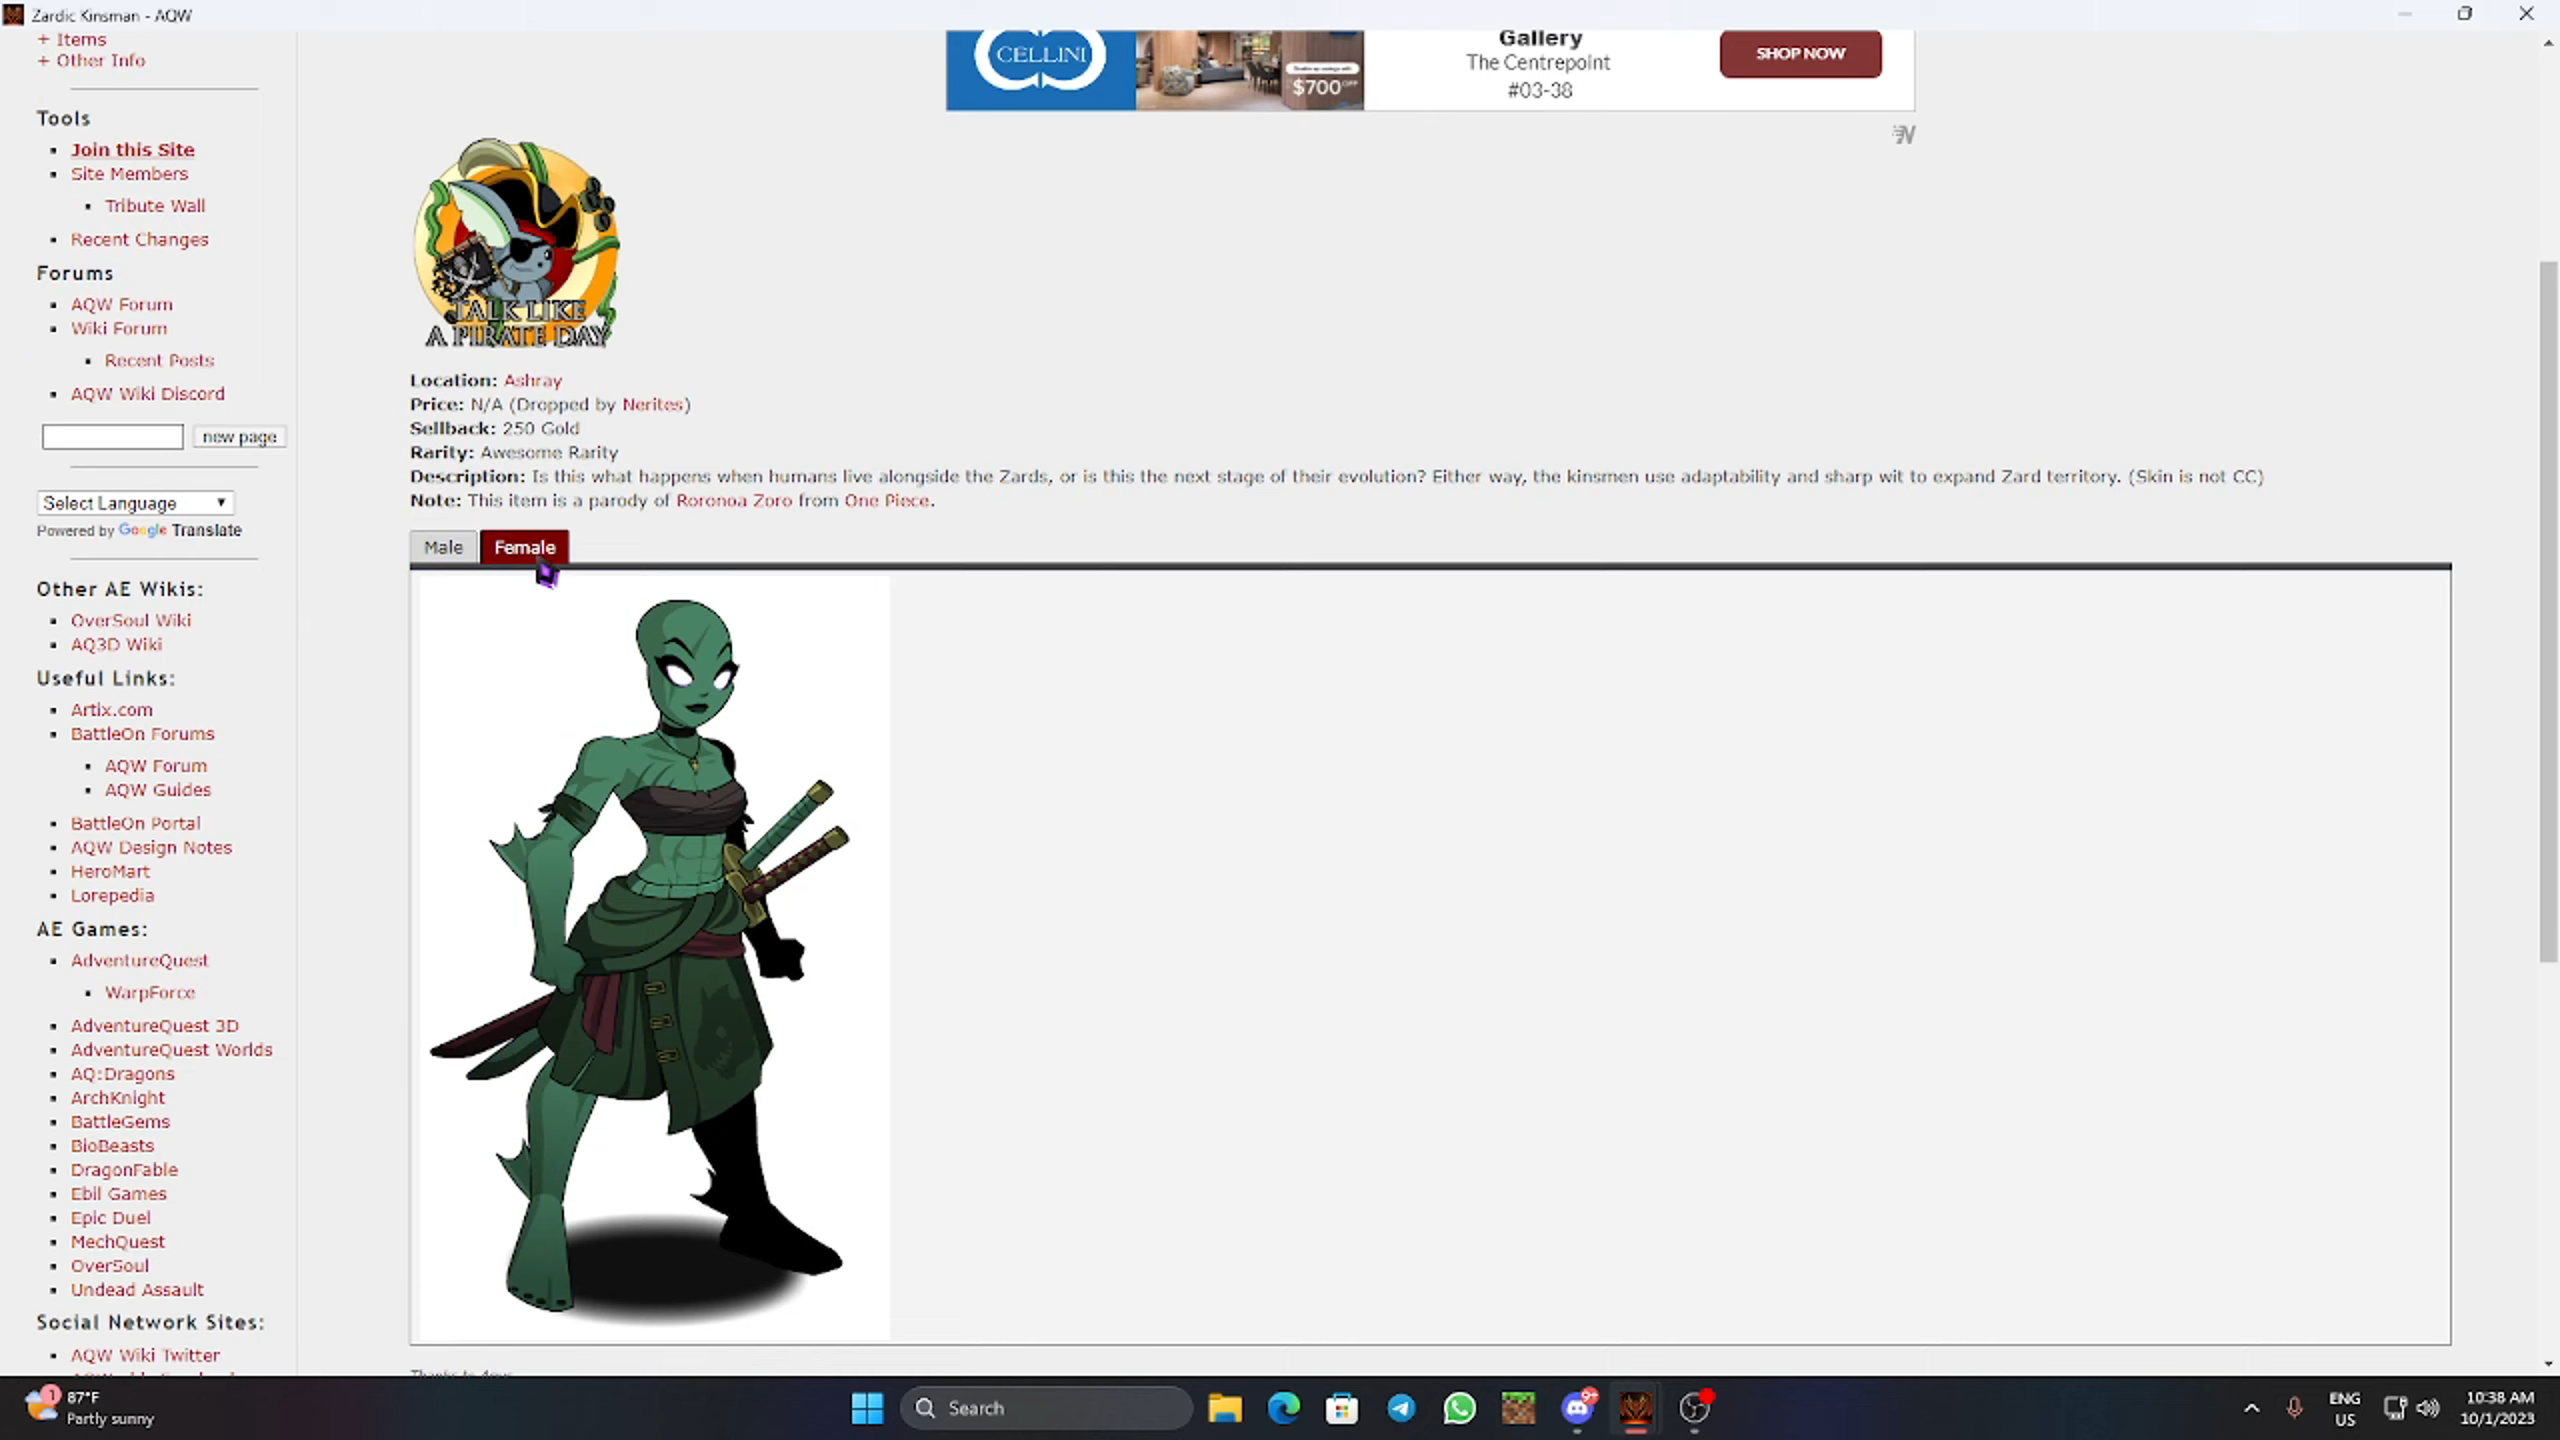 Zardic Kinsman - AQW
+ Items
+ Other Info
Tools
Join this Site
Site Members
Tribute Wall
Recent Changes
Forums
AQW Forum
Wiki Forum
Recent Posts
AQW Wiki Discord
new page
Select Language
Powered by Google Translate
Other AE Wikis:
OverSoul Wiki
AQ3D Wiki
Useful Links:
Artix.com
BattleOn Forums
AQW Forum
AQW Guides
BattleOn Portal
AQW Design Notes
HeroMart
Lorepedia
AE Games:
AdventureQuest
WarpForce
AdventureQuest 3D
AdventureQuest Worlds
AQ:Dragons
ArchKnight
BattleGems
BioBeasts
DragonFable
Ebil Games
Epic Duel
MechQuest
OverSoul
Undead Assault
Social Network Sites:
AQW Wiki Twitter
CELLINI
$700 OFF
Gallery
The Centrepoint
#03-38
SHOP NOW
TALK LIKE
A PIRATE DAY
Location: Ashray
Price: N/A (Dropped by Nerites)
Sellback: 250 Gold
Rarity: Awesome Rarity
Description: Is this what happens when humans live alongside the Zards, or is this the next stage of their evolution? Either way, the kinsmen use adaptability and sharp wit to expand Zard territory. (Skin is not CC)
Note: This item is a parody of Roronoa Zoro from One Piece.
Male
Female
1
87°F
Partly sunny
Search
9+
ENG
US
10:38 AM
10/1/2023